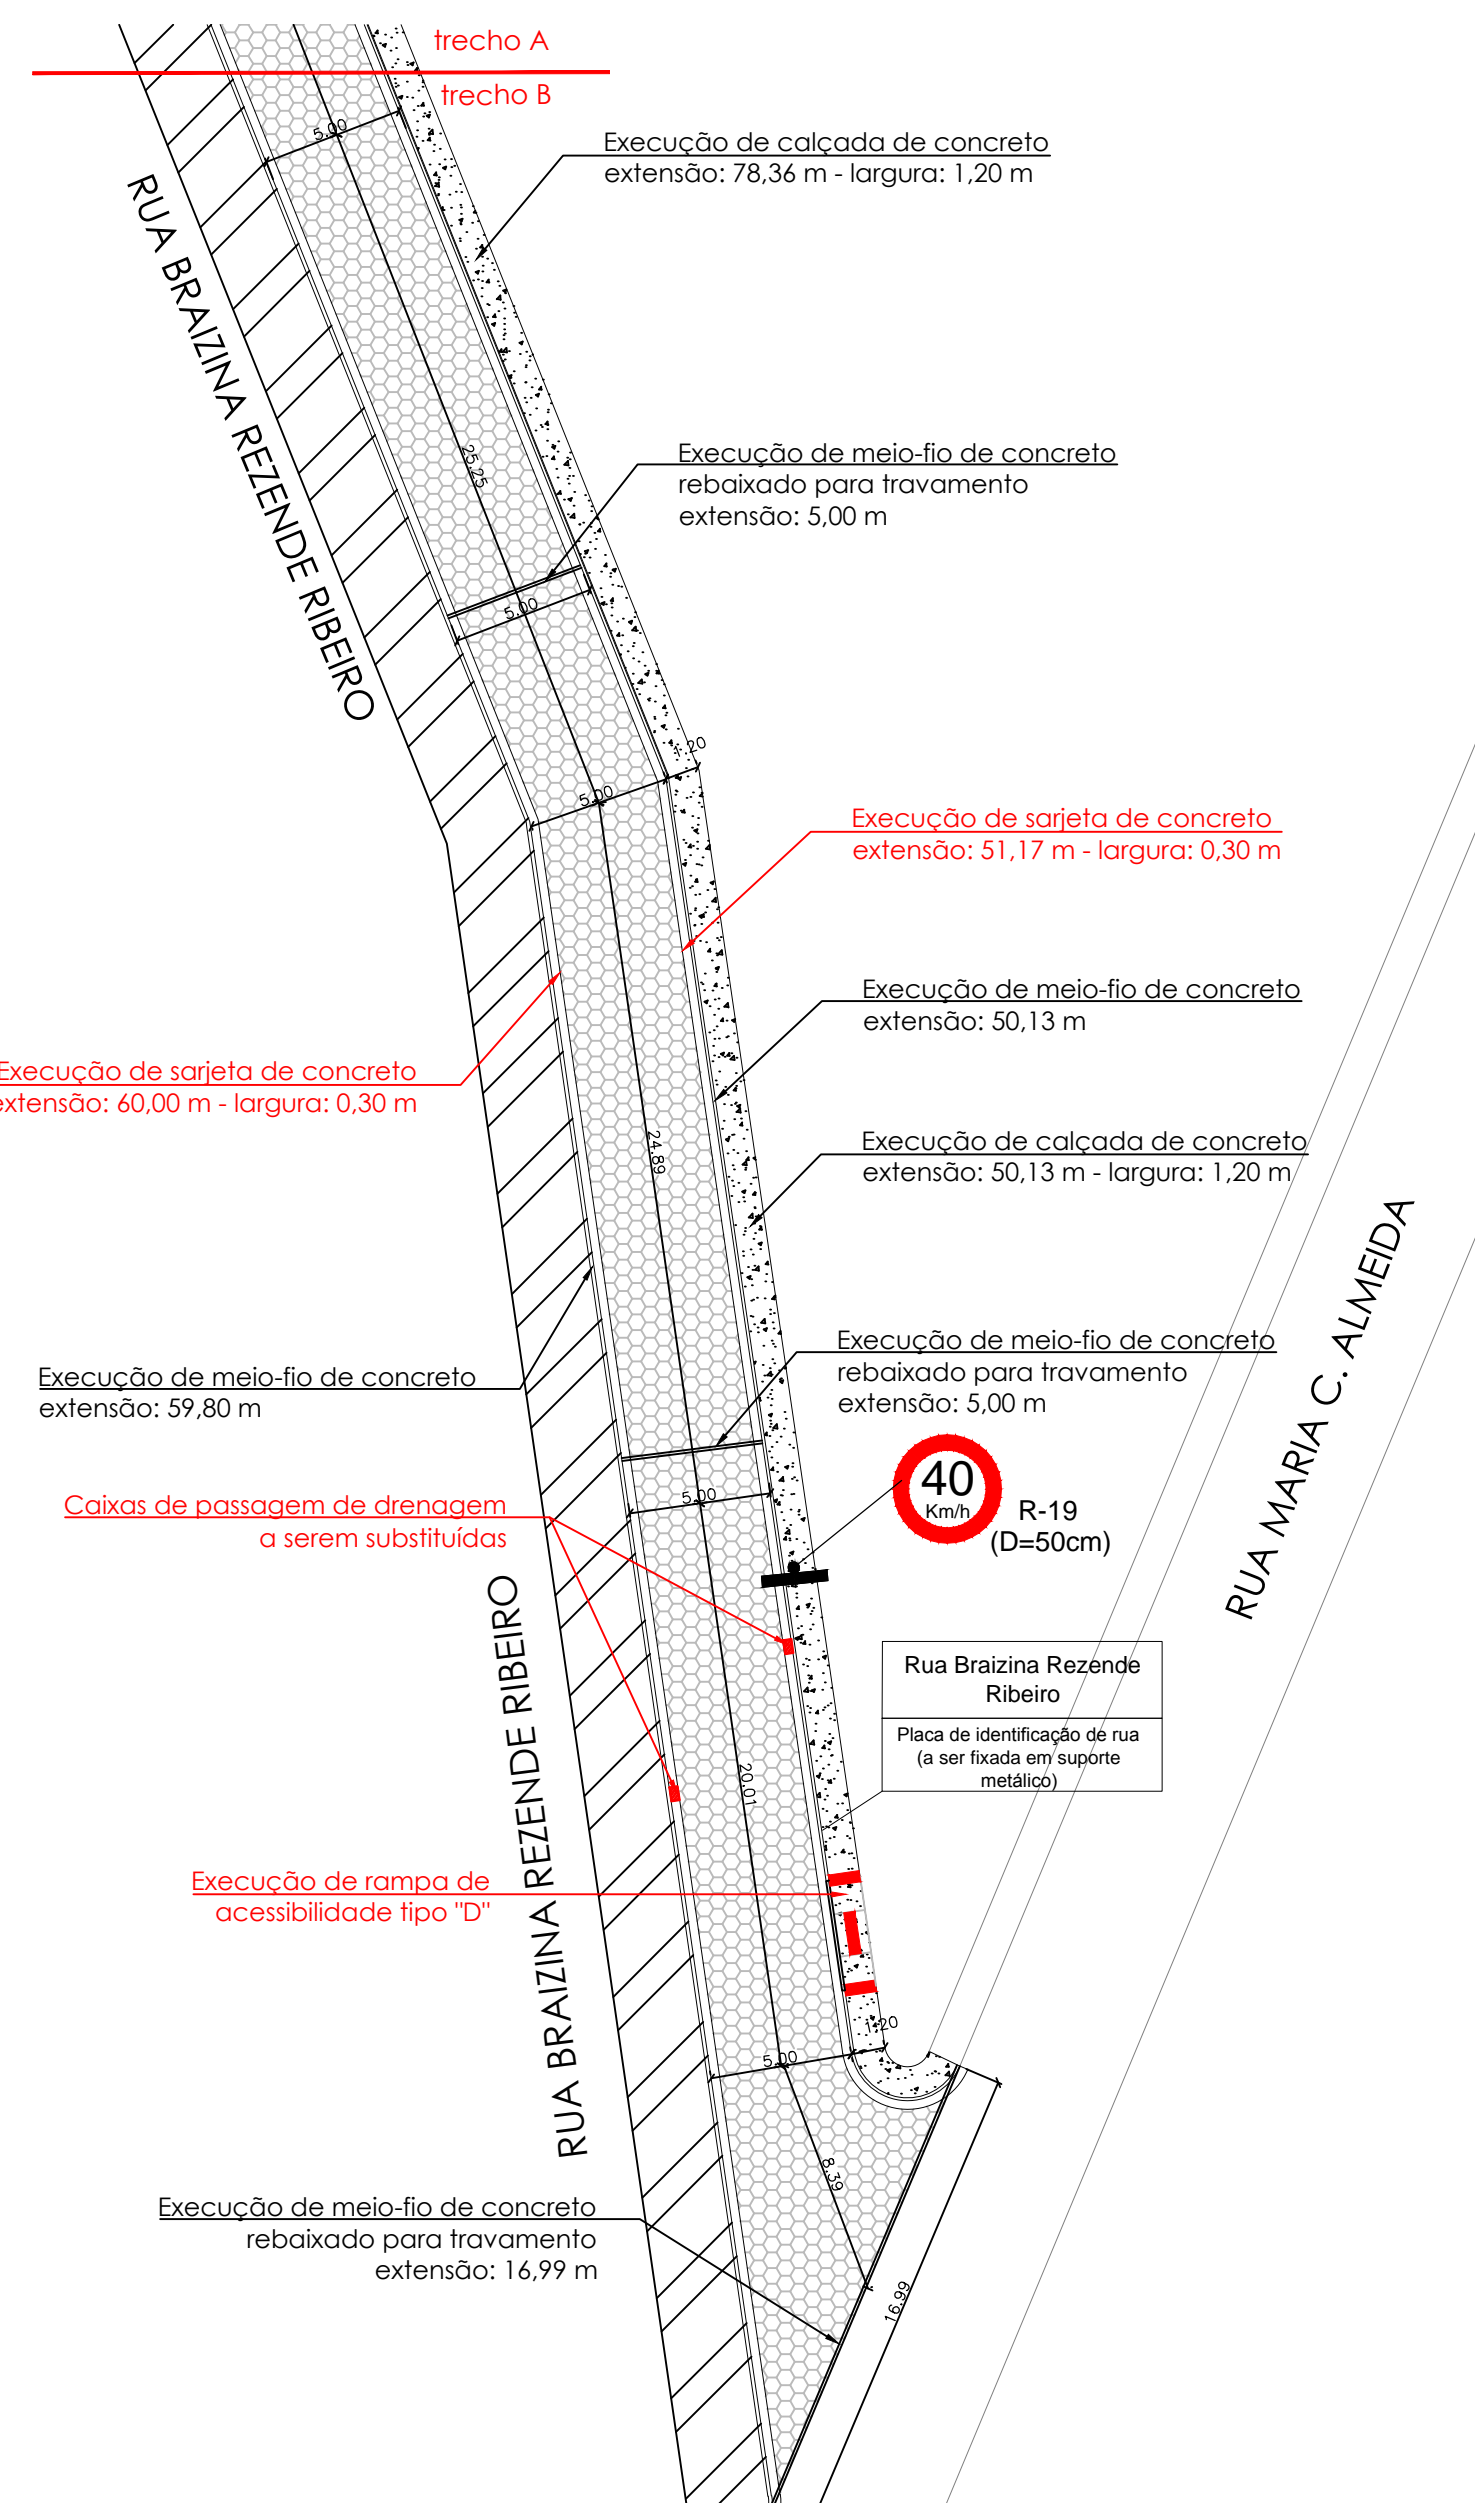 trecho A
trecho B
5.00
Execução de calçada de concreto
extensão: 78,36 m - largura: 1,20 m
RUA BRAIZINA REZENDE RIBEIRO
25.25
Execução de meio-fio de concreto
rebaixado para travamento
extensão: 5,00 m
5.00
1.20
5.00
Execução de sarjeta de concreto
extensão: 51,17 m - largura: 0,30 m
Execução de meio-fio de concreto
extensão: 50,13 m
Execução de sarjeta de concreto
extensão: 60,00 m - largura: 0,30 m
24.89
Execução de calçada de concreto
extensão: 50,13 m - largura: 1,20 m
RUA MARIA C. ALMEIDA
Execução de meio-fio de concreto
rebaixado para travamento
extensão: 5,00 m
Execução de meio-fio de concreto
extensão: 59,80 m
40
Km/h
R-19
(D=50cm)
5.00
Caixas de passagem de drenagem
a serem substituídas
RUA BRAIZINA REZENDE RIBEIRO
Rua Braizina Rezende
Ribeiro
Placa de identificação de rua
(a ser fixada em suporte
metálico)
20.01
Execução de rampa de
acessibilidade tipo "D"
1.20
5.00
8.39
Execução de meio-fio de concreto
rebaixado para travamento
extensão: 16,99 m
16.99